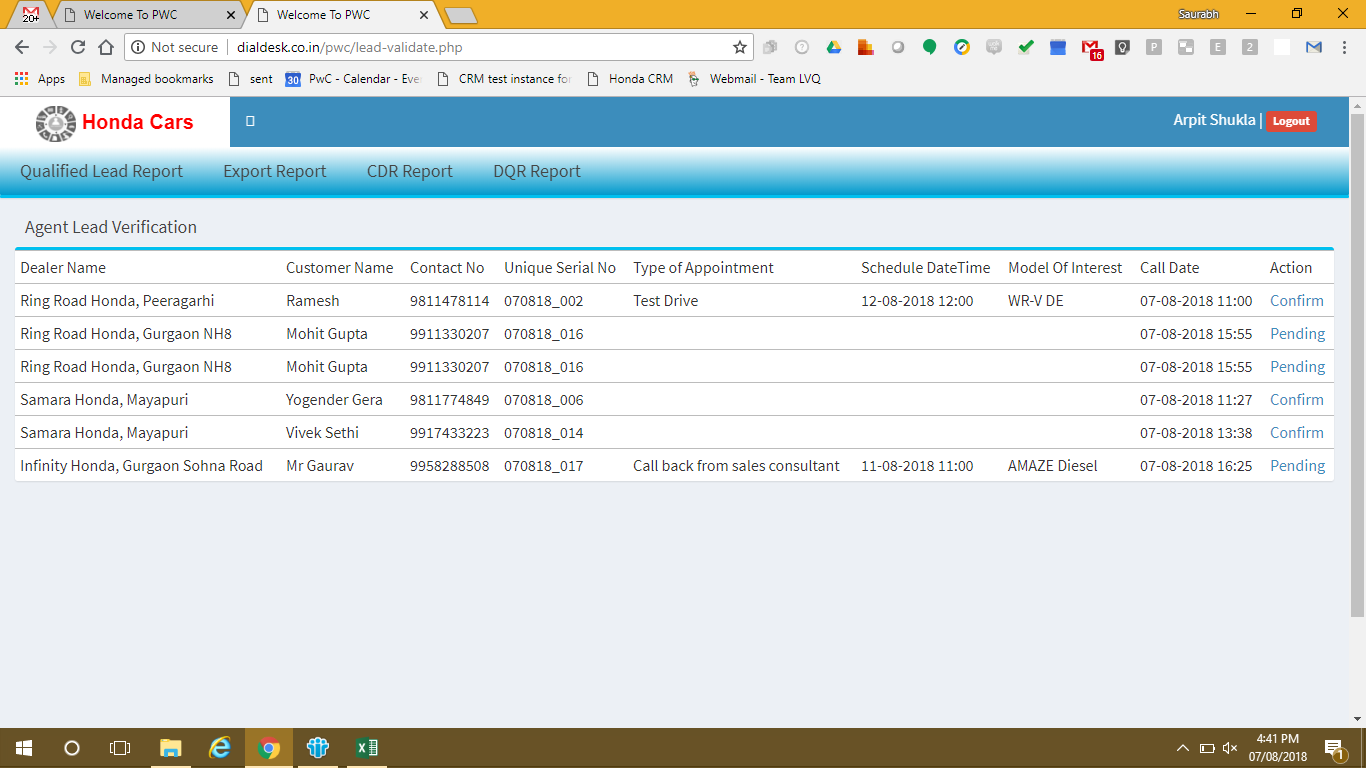 20+ Welcome To PWC Welcome To PWC Saurabh
Not secure dialdesk.co.in/pwc/lead-validate.php 16 P E 2
Apps Managed bookmarks sent 30 PwC - Calendar - Eve CRM test instance for Honda CRM Webmail - Team LVQ
Honda Cars Arpit Shukla | Logout
Qualified Lead Report Export Report CDR Report DQR Report
Agent Lead Verification
Dealer Name Customer Name Contact No Unique Serial No Type of Appointment Schedule DateTime Model Of Interest Call Date Action
Ring Road Honda, Peeragarhi Ramesh 9811478114 070818_002 Test Drive 12-08-2018 12:00 WR-V DE 07-08-2018 11:00 Confirm
Ring Road Honda, Gurgaon NH8 Mohit Gupta 9911330207 070818_016 07-08-2018 15:55 Pending
Ring Road Honda, Gurgaon NH8 Mohit Gupta 9911330207 070818_016 07-08-2018 15:55 Pending
Samara Honda, Mayapuri Yogender Gera 9811774849 070818_006 07-08-2018 11:27 Confirm
Samara Honda, Mayapuri Vivek Sethi 9917433223 070818_014 07-08-2018 13:38 Confirm
Infinity Honda, Gurgaon Sohna Road Mr Gaurav 9958288508 070818_017 Call back from sales consultant 11-08-2018 11:00 AMAZE Diesel 07-08-2018 16:25 Pending
4:41 PM
07/08/2018 1